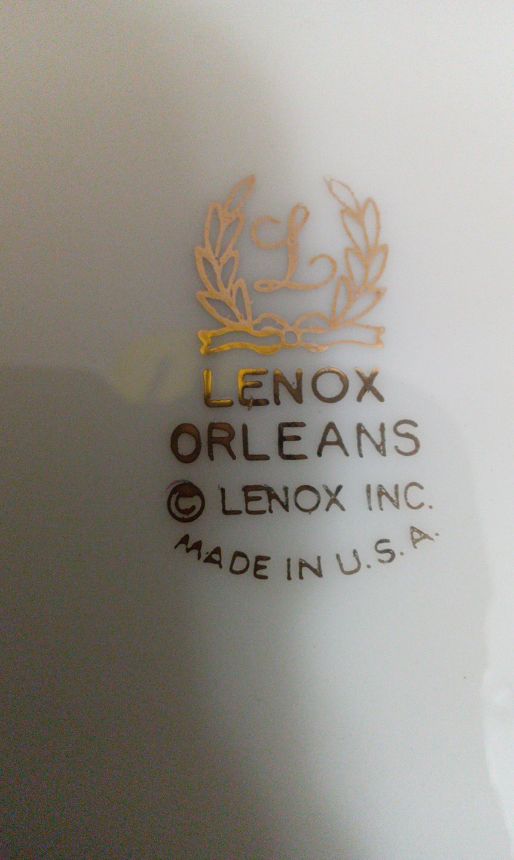 L
LENOX
ORLEANS
© LENOX INC.
MADE IN U.S.A.